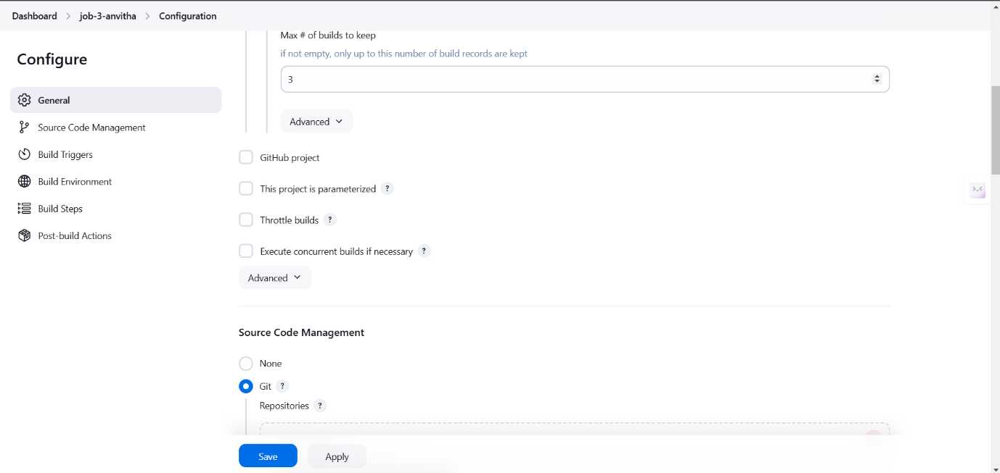 Dashboard > job-3-anvitha > Configuration
Configure
General
Source Code Management
Build Triggers
Build Environment
Build Steps
Post-build Actions
Max # of builds to keep
if not empty, only up to this number of build records are kept
3
Advanced
GitHub project
This project is parameterized ?
Throttle builds ?
Execute concurrent builds if necessary ?
Advanced
Source Code Management
None
Git ?
Repositories ?
Save Apply